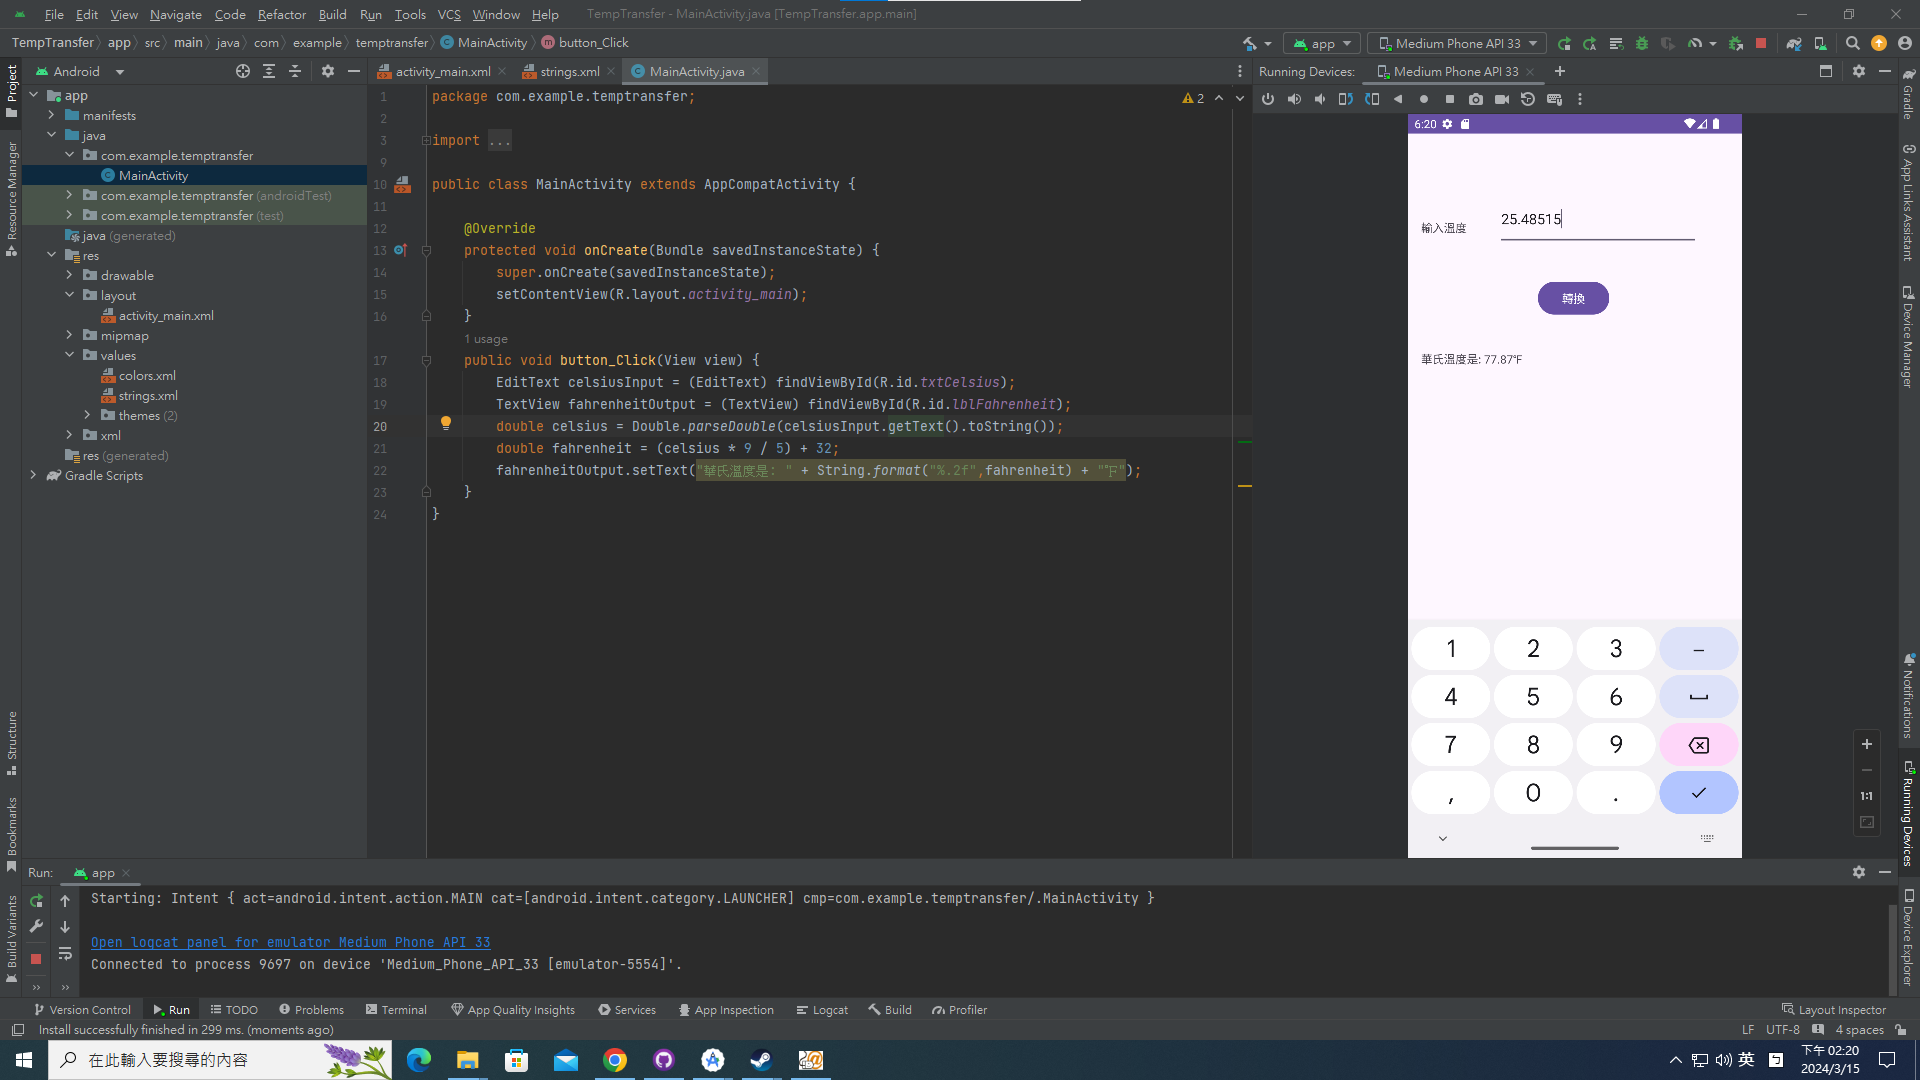 File Edit View Navigate Code Refactor Build Run Tools VCS Window Help TempTransfer - MainActivity.java [TempTransfer.app.main]
TempTransfer app src main java com example temptransfer MainActivity button_Click
app Medium Phone API 33
Android
activity_main.xml strings.xml MainActivity.java
Running Devices: Medium Phone API 33
Project
Resource Manager
Structure
Bookmarks
Build Variants
app
manifests
java
com.example.temptransfer
MainActivity
com.example.temptransfer (androidTest)
com.example.temptransfer (test)
java (generated)
res
drawable
layout
activity_main.xml
mipmap
values
colors.xml
strings.xml
themes (2)
xml
res (generated)
Gradle Scripts
2
1 package com.example.temptransfer;
2
3 import ...
9
10 public class MainActivity extends AppCompatActivity {
11
12 @Override
13 protected void onCreate(Bundle savedInstanceState) {
14 super.onCreate(savedInstanceState);
15 setContentView(R.layout.activity_main);
16 }
1 usage
17 public void button_Click(View view) {
18 EditText celsiusInput = (EditText) findViewById(R.id.txtCelsius);
19 TextView fahrenheitOutput = (TextView) findViewById(R.id.lblFahrenheit);
20 double celsius = Double.parseDouble(celsiusInput.getText().toString());
21 double fahrenheit = (celsius * 9 / 5) + 32;
22 fahrenheitOutput.setText("華氏溫度是: " + String.format("%.2f",fahrenheit) + "℉");
23 }
24 }
6:20
輸入溫度 25.48515
轉換
華氏溫度是: 77.87℉
1 2 3 –
4 5 6
7 8 9
, 0 .
1:1
Gradle
App Links Assistant
Device Manager
Notifications
Running Devices
Device Explorer
Run: app
Starting: Intent { act=android.intent.action.MAIN cat=[android.intent.category.LAUNCHER] cmp=com.example.temptransfer/.MainActivity }
Open logcat panel for emulator Medium Phone API 33
Connected to process 9697 on device 'Medium_Phone_API_33 [emulator-5554]'.
Version Control Run TODO Problems Terminal App Quality Insights Services App Inspection Logcat Build Profiler Layout Inspector
Install successfully finished in 299 ms. (moments ago) LF UTF-8 4 spaces
在此輸入要搜尋的內容
英 ㄅ
下午 02:20
2024/3/15